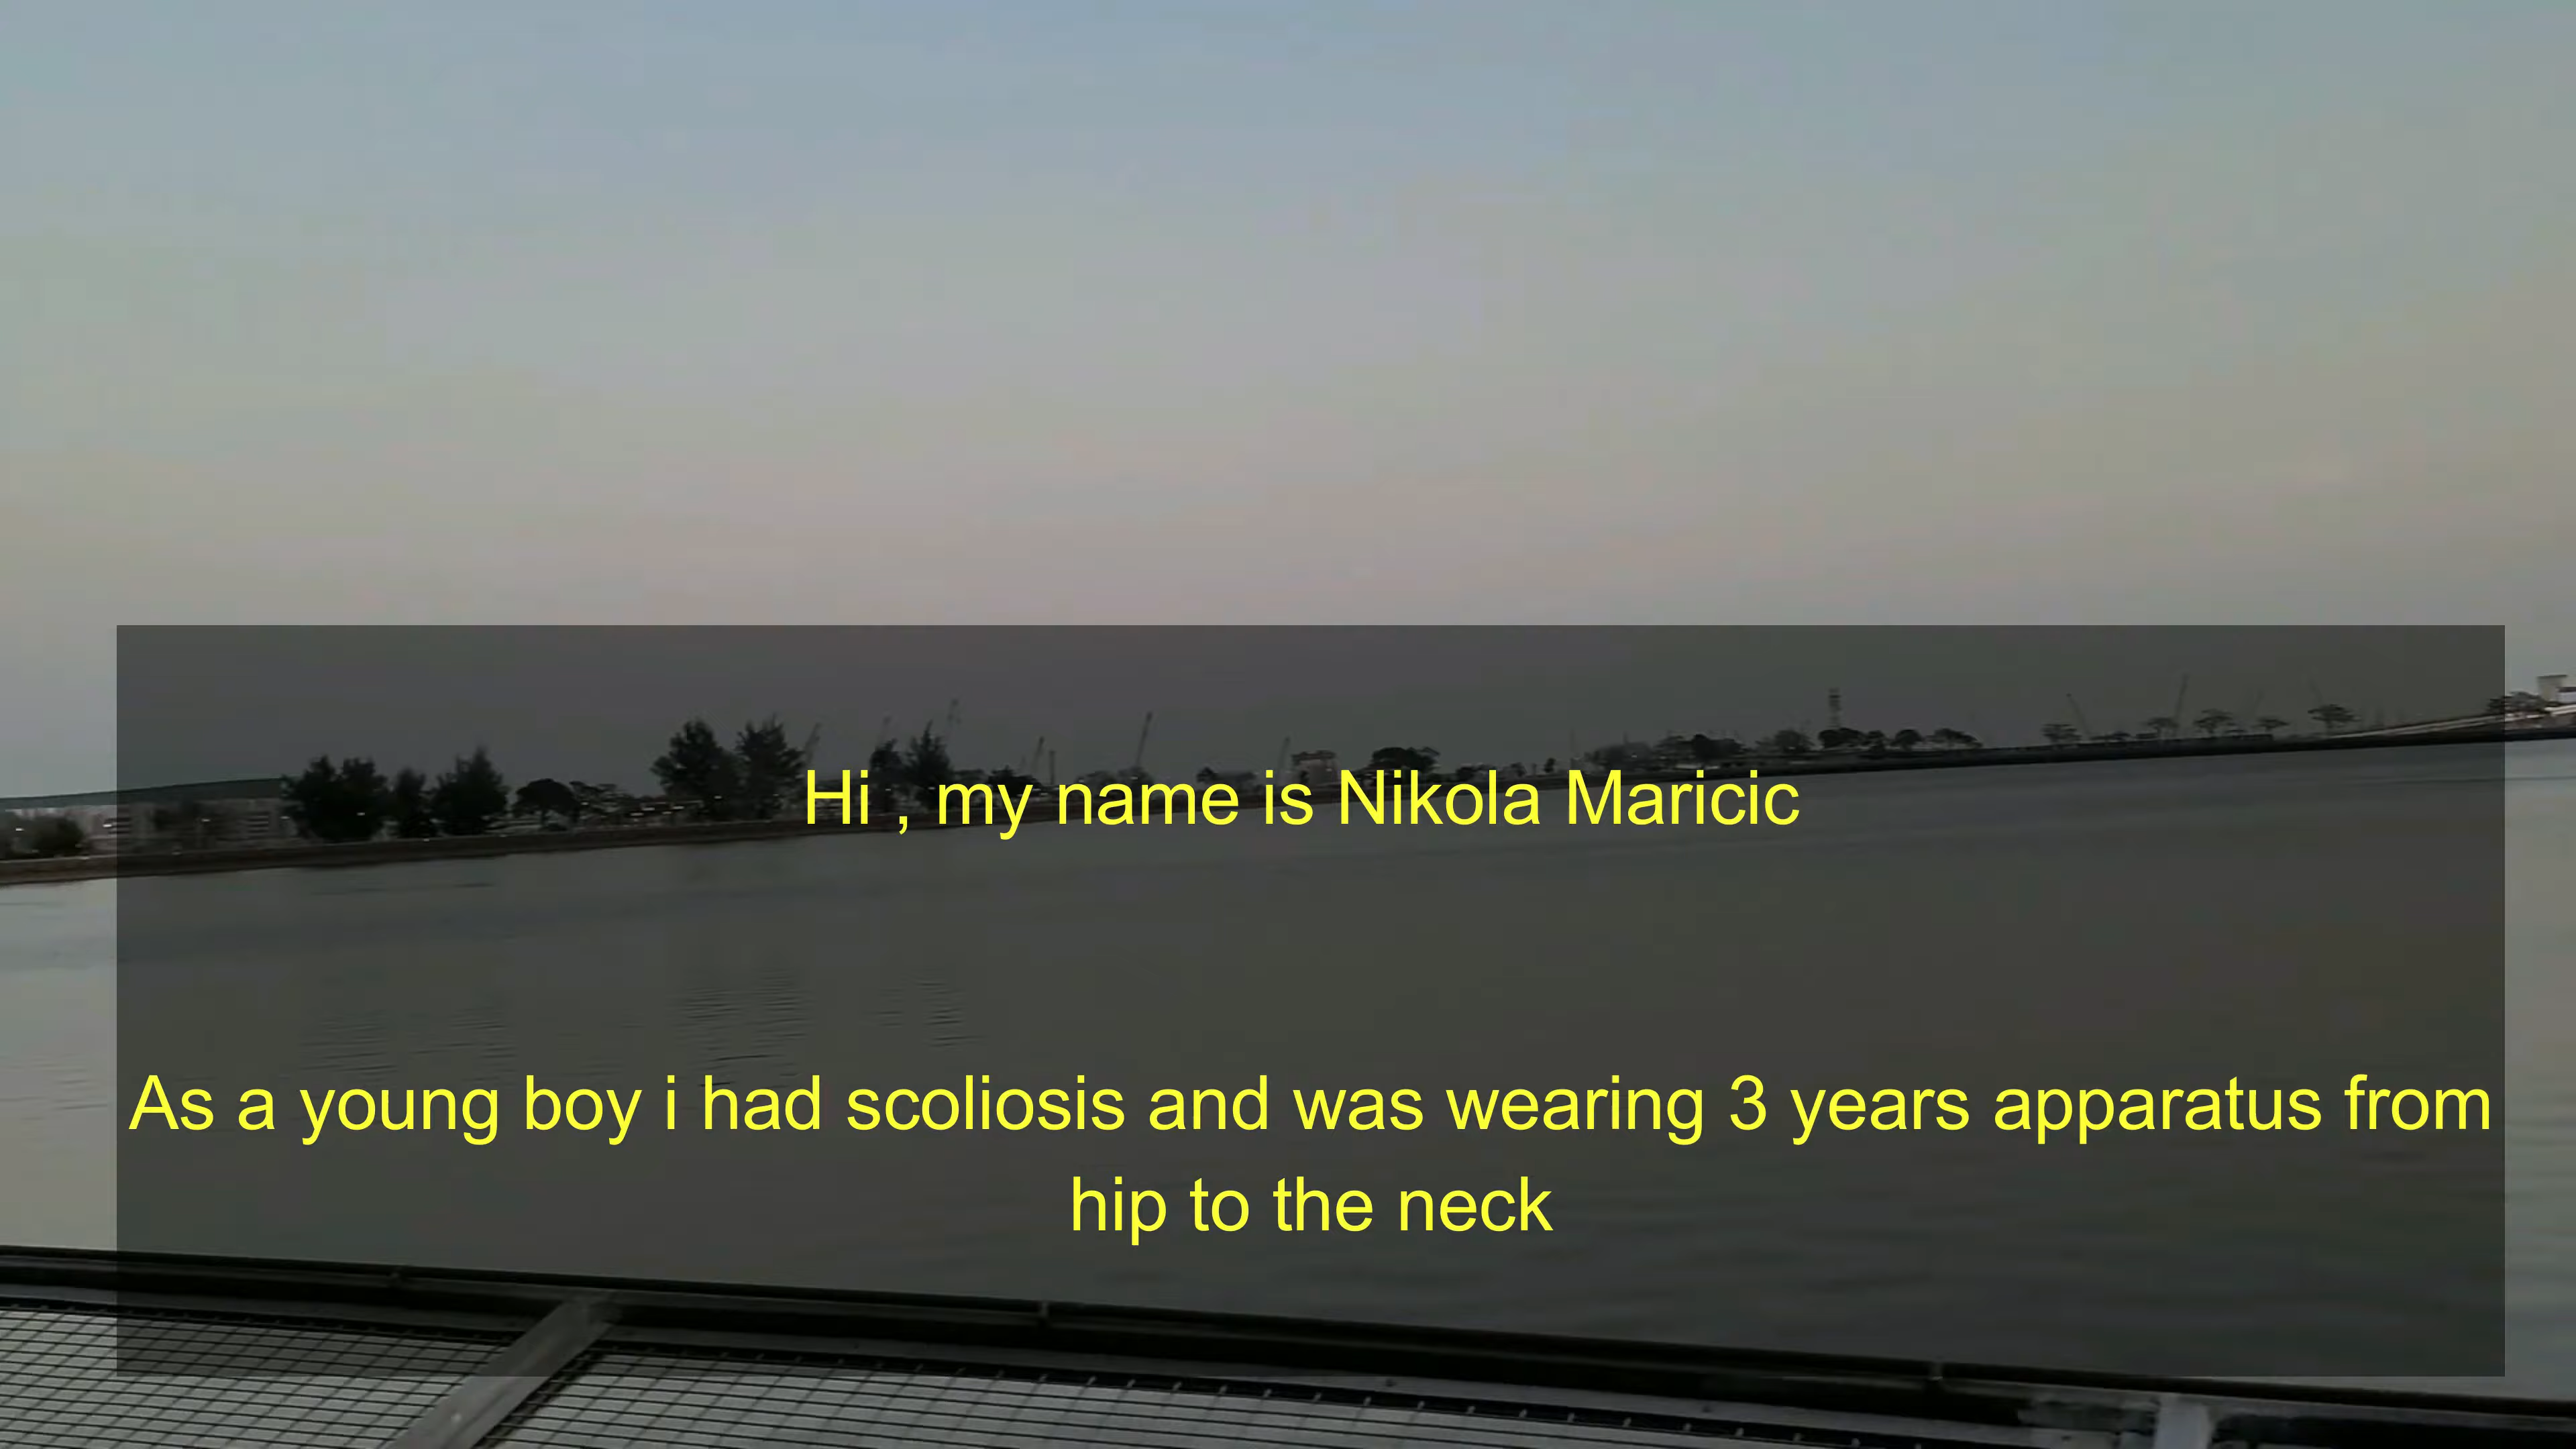 Hi , my name is Nikola Maricic
As a young boy i had scoliosis and was wearing 3 years apparatus from
hip to the neck